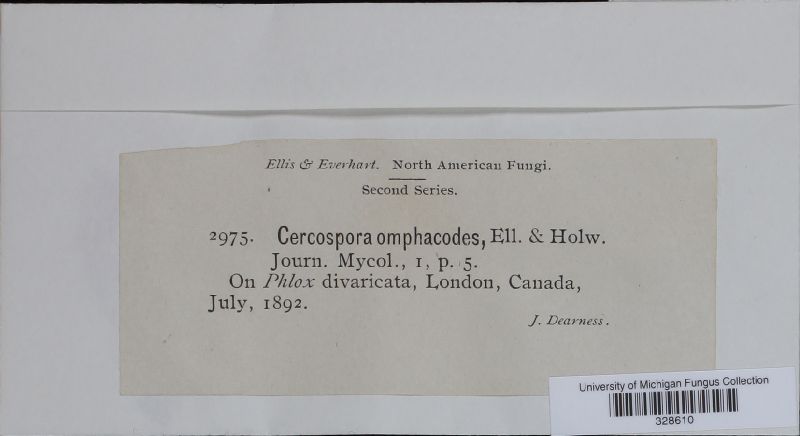 Ellis & Everhart. North American Fungi.
Second Series.
2975. Cercospora omphacodes, Ell. & Holw.
Journ. Mycol., 1, p. 5.
On Phlox divaricata, London, Canada,
July, 1892.
J. Dearness.
University of Michigan Fungus Collection
328610